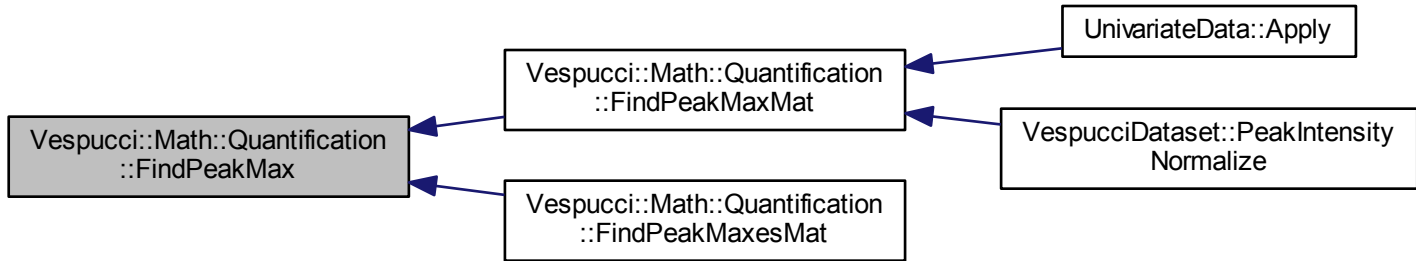 Vespucci::Math::Quantification
::FindPeakMax
Vespucci::Math::Quantification
::FindPeakMaxMat
Vespucci::Math::Quantification
::FindPeakMaxesMat
UnivariateData::Apply
VespucciDataset::PeakIntensity
Normalize